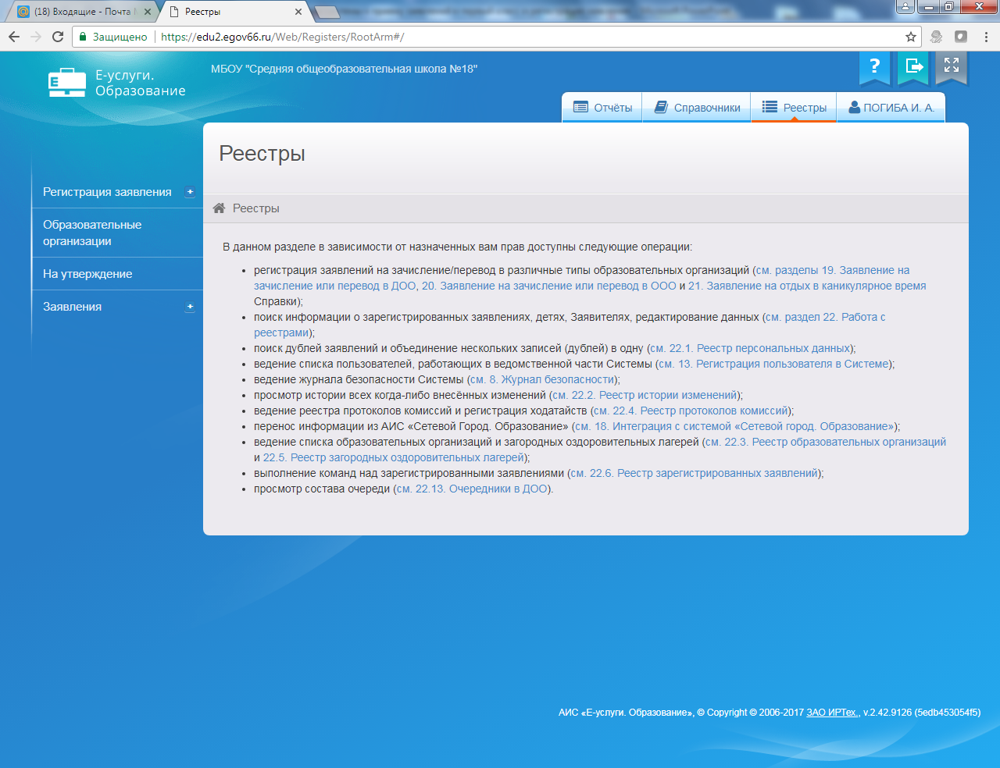 (18) Входящие - Почта
Реестры
Защищено
https://edu2.egov66.ru/Web/Registers/RootArm#/
Е-услуги.
Образование
МБОУ "Средняя общеобразовательная школа №18"
?
Отчёты
Справочники
Реестры
ПОГИБА И. А.
Реестры
Регистрация заявления
Образовательные
организации
На утверждение
Заявления
Реестры
В данном разделе в зависимости от назначенных вам прав доступны следующие операции:
• регистрация заявлений на зачисление/перевод в различные типы образовательных организаций (см. разделы 19. Заявление на
зачисление или перевод в ДОО, 20. Заявление на зачисление или перевод в ООО и 21. Заявление на отдых в каникулярное время
Справки);
• поиск информации о зарегистрированных заявлениях, детях, Заявителях, редактирование данных (см. раздел 22. Работа с
реестрами);
• поиск дублей заявлений и объединение нескольких записей (дублей) в одну (см. 22.1. Реестр персональных данных);
• ведение списка пользователей, работающих в ведомственной части Системы (см. 13. Регистрация пользователя в Системе);
• ведение журнала безопасности Системы (см. 8. Журнал безопасности);
• просмотр истории всех когда-либо внесённых изменений (см. 22.2. Реестр истории изменений);
• ведение реестра протоколов комиссий и регистрация ходатайств (см. 22.4. Реестр протоколов комиссий);
• перенос информации из АИС «Сетевой Город. Образование» (см. 18. Интеграция с системой «Сетевой город. Образование»);
• ведение списка образовательных организаций и загородных оздоровительных лагерей (см. 22.3. Реестр образовательных организаций
и 22.5. Реестр загородных оздоровительных лагерей);
• выполнение команд над зарегистрированными заявлениями (см. 22.6. Реестр зарегистрированных заявлений);
• просмотр состава очереди (см. 22.13. Очередники в ДОО).
АИС «Е-услуги. Образование», © Copyright © 2006-2017 ЗАО ИРТех., v.2.42.9126 (5edb453054f5)